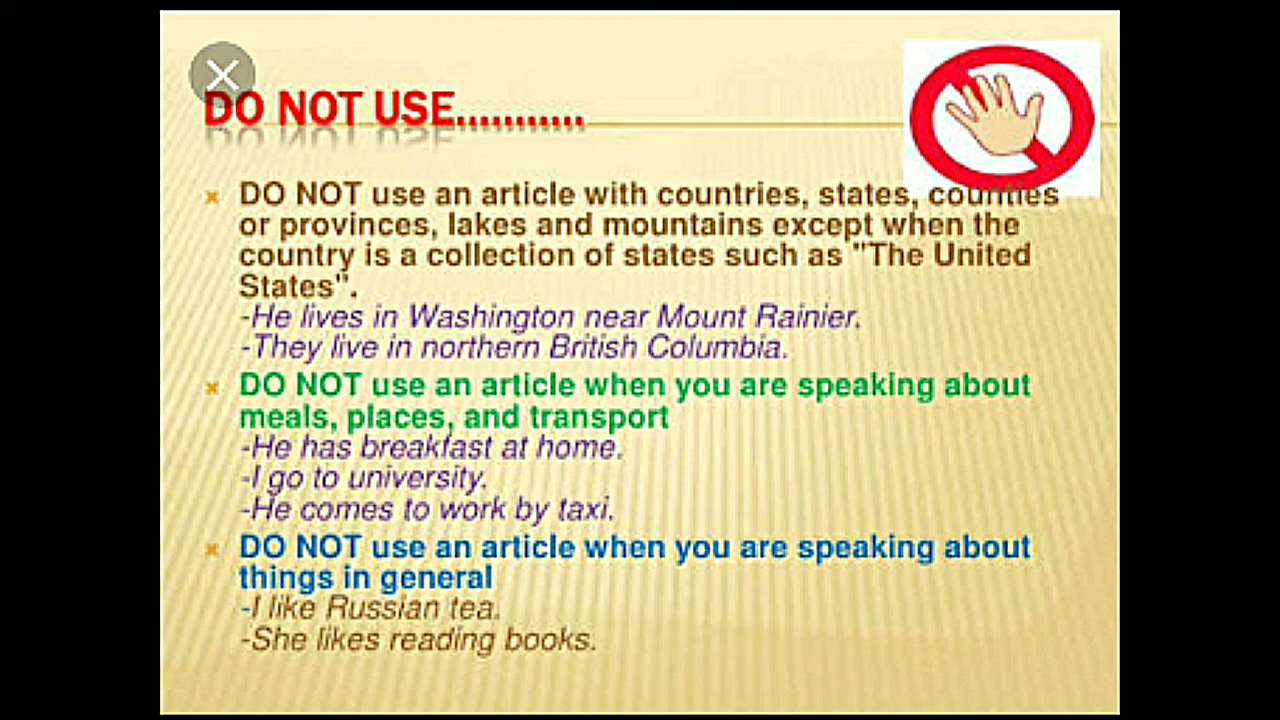 DO NOT USE...........
DO NOT use an article with countries, states, counties
or provinces, lakes and mountains except when the
country is a collection of states such as "The United
States".
-He lives in Washington near Mount Rainier.
-They live in northern British Columbia.
DO NOT use an article when you are speaking about
meals, places, and transport
-He has breakfast at home.
-I go to university.
-He comes to work by taxi.
DO NOT use an article when you are speaking about
things in general
-I like Russian tea.
-She likes reading books.